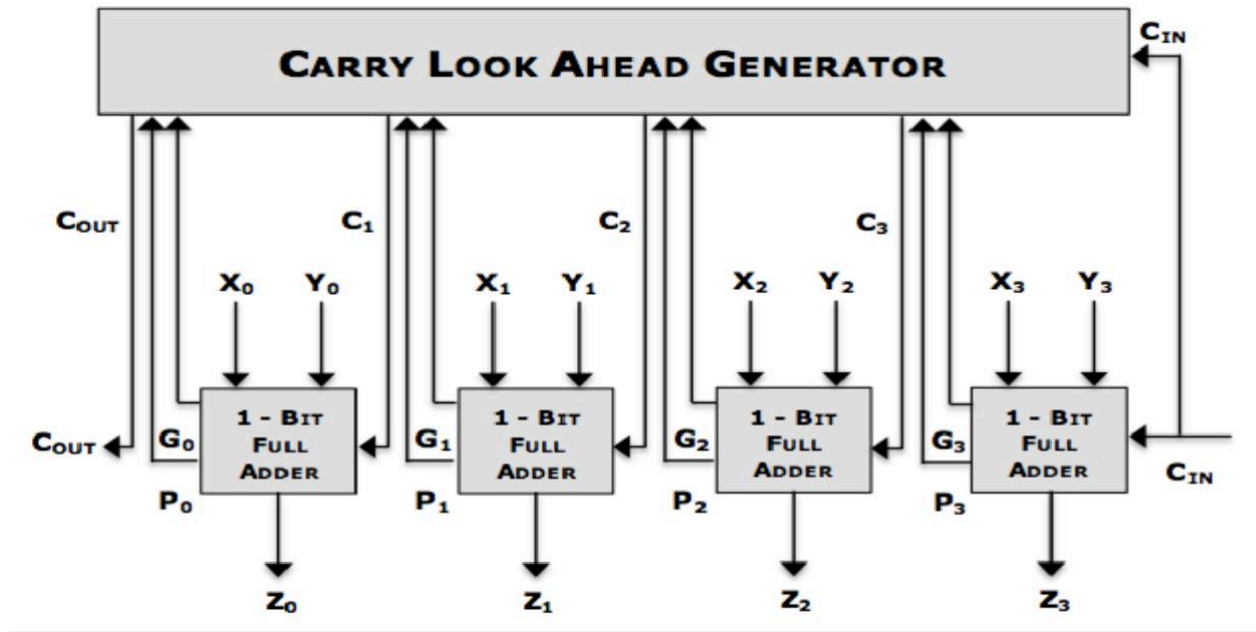 CARRY LOOK AHEAD GENERATOR
CIN
COUT
C1
C2
C3
X0
Y0
X1
Y1
X2
Y2
X3
Y3
COUT
G0
1 - BIT
FULL
ADDER
G1
1 - BIT
FULL
ADDER
G2
1 - BIT
FULL
ADDER
G3
1 - BIT
FULL
ADDER
CIN
P0
P1
P2
P3
Z0
Z1
Z2
Z3